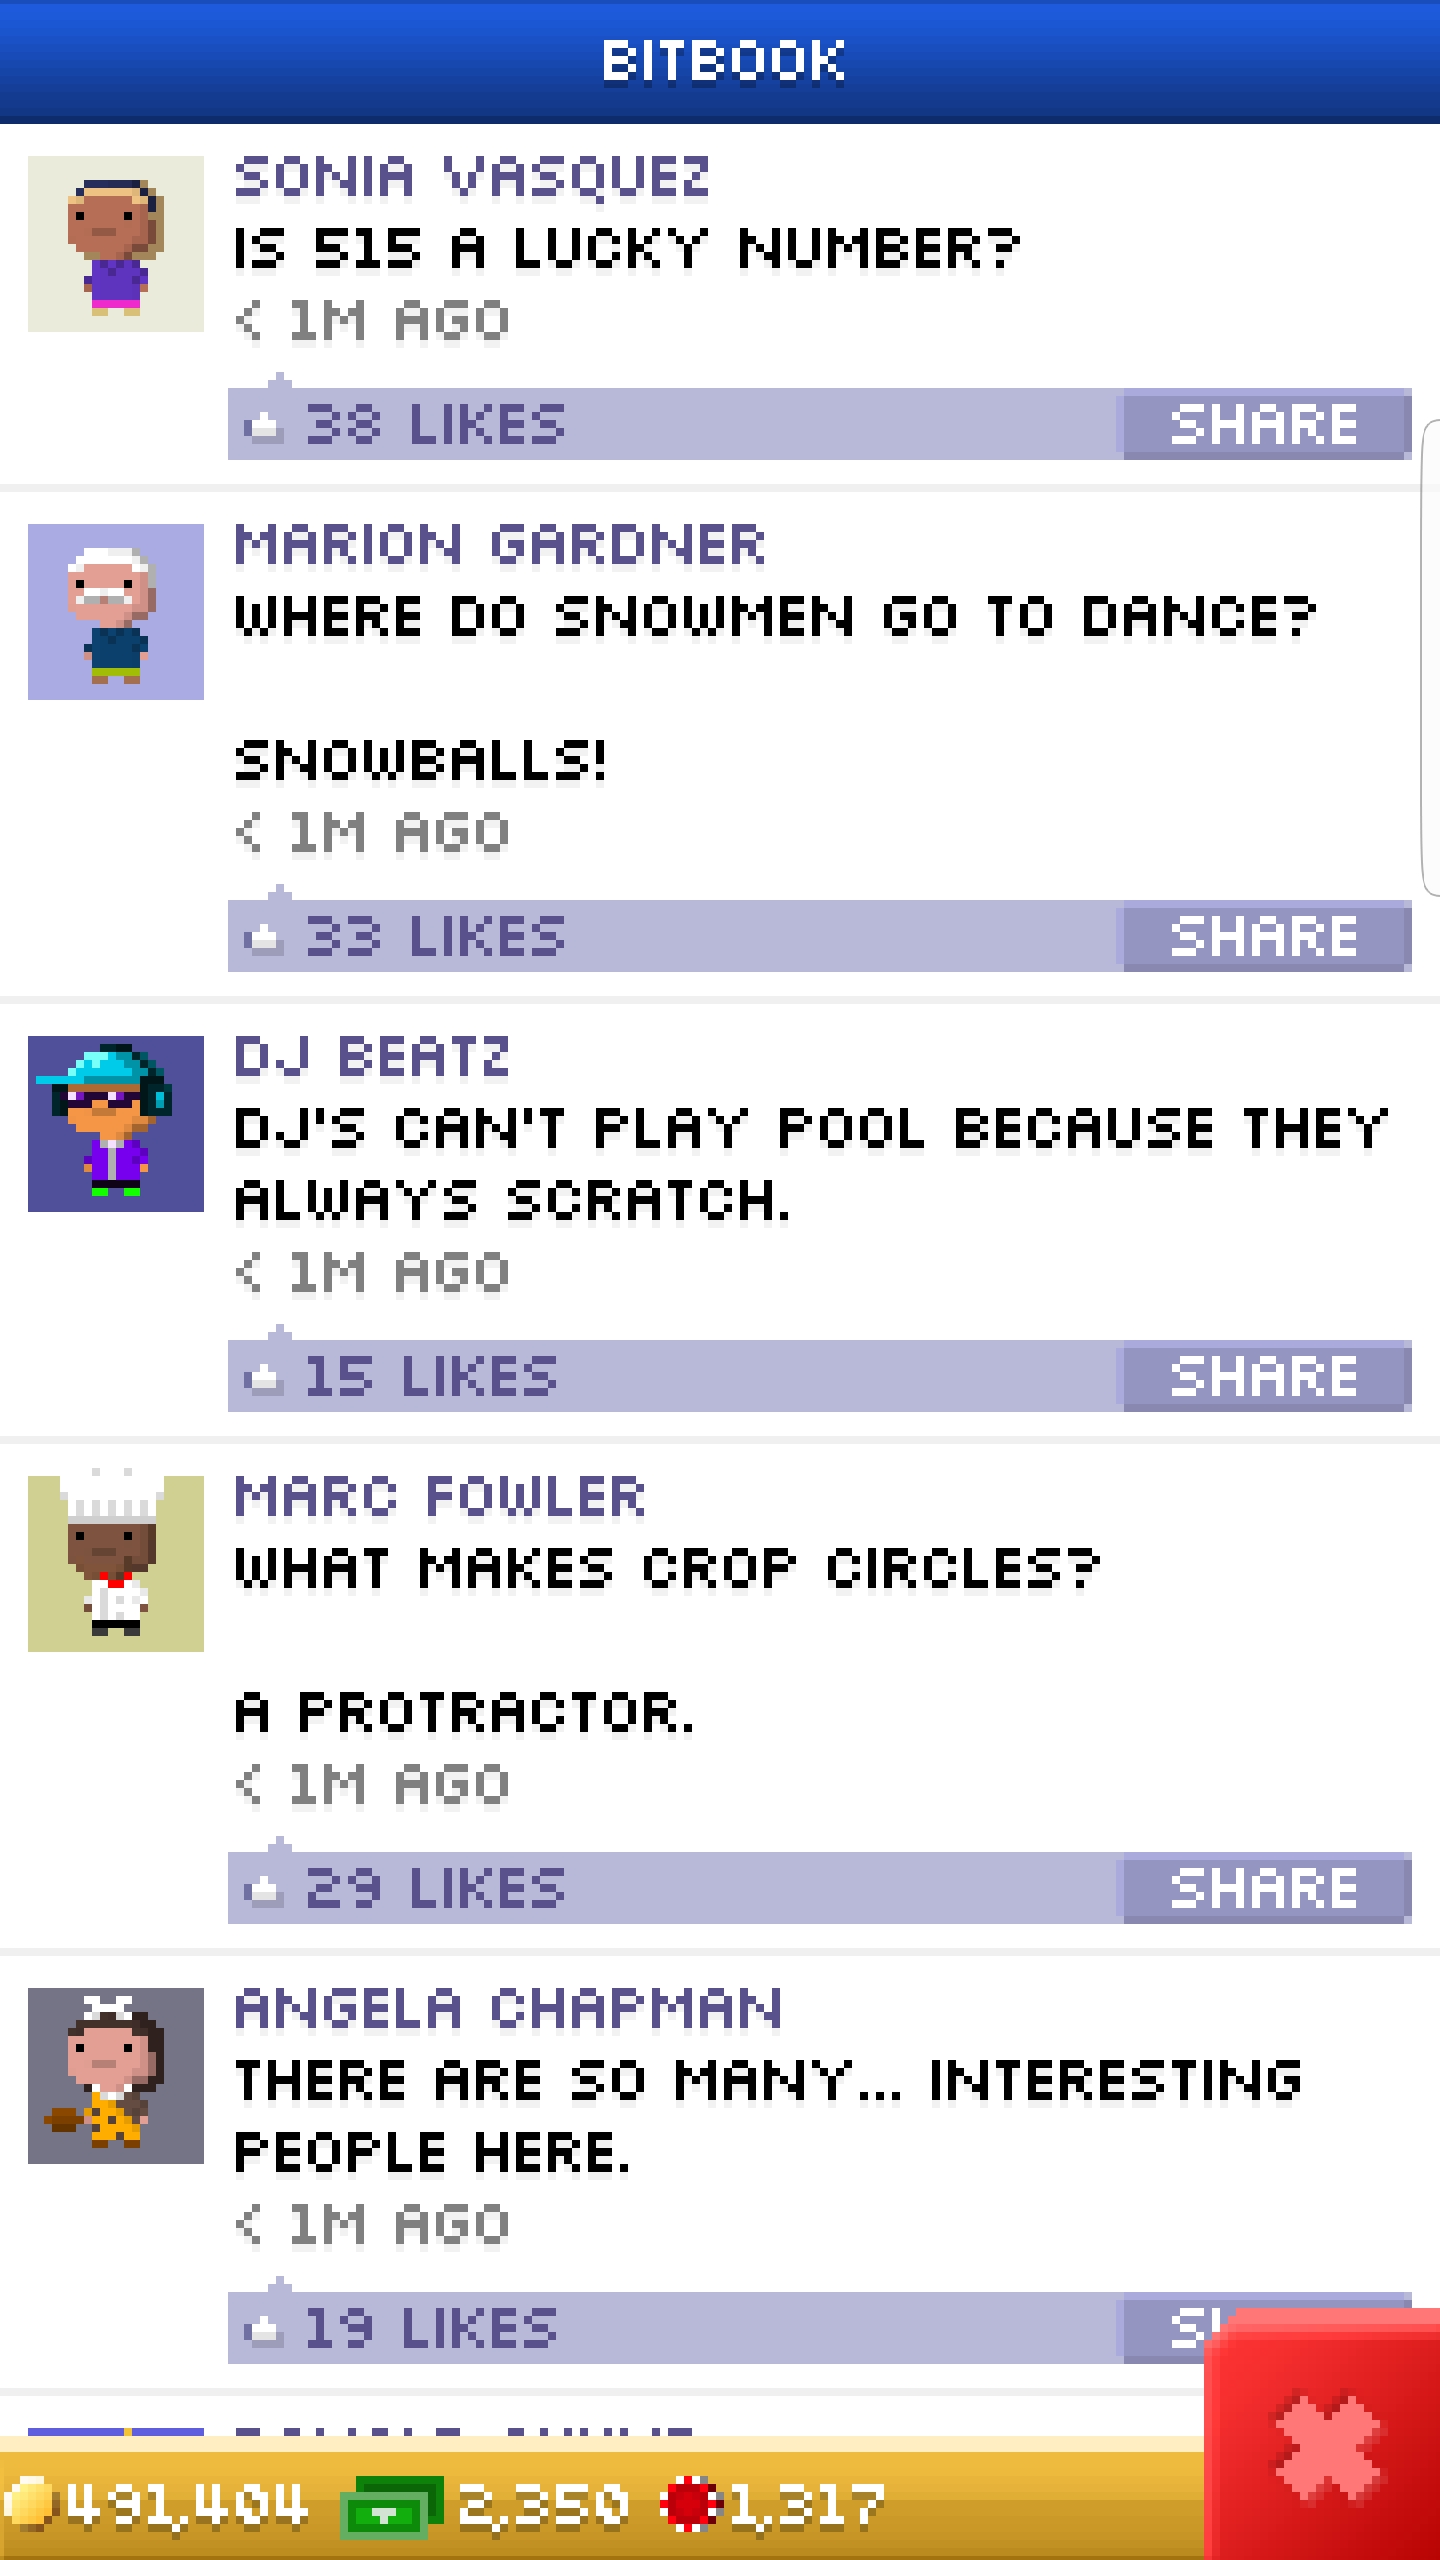 BITBOOK
SONIA VASQUEZ
IS 515 A LUCKY NUMBER?
< 1M AGO
38 LIKES SHARE
MARION GARDNER
WHERE DO SNOWMEN GO TO DANCE?
SNOWBALLS!
< 1M AGO
33 LIKES SHARE
DJ BEATZ
DJ'S CAN'T PLAY POOL BECAUSE THEY
ALWAYS SCRATCH.
< 1M AGO
15 LIKES SHARE
MARC FOWLER
WHAT MAKES CROP CIRCLES?
A PROTRACTOR.
< 1M AGO
29 LIKES SHARE
ANGELA CHAPMAN
THERE ARE SO MANY... INTERESTING
PEOPLE HERE.
< 1M AGO
19 LIKES
491,404 2,350 1,317